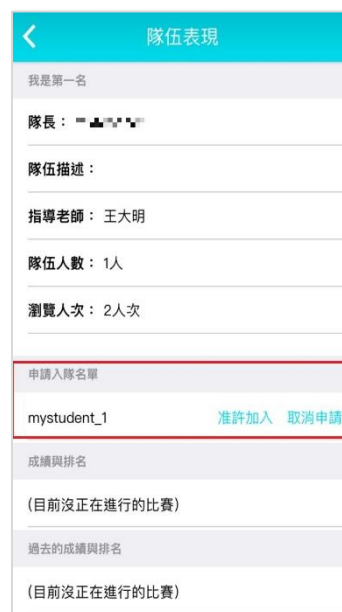 隊伍表現
我是第一名
隊長：
隊伍描述：
指導老師： 王大明
隊伍人數： 1人
瀏覽人次： 2人次
申請入隊名單
mystudent_1 准許加入 取消申請
成績與排名
(目前沒正在進行的比賽)
過去的成績與排名
(目前沒正在進行的比賽)